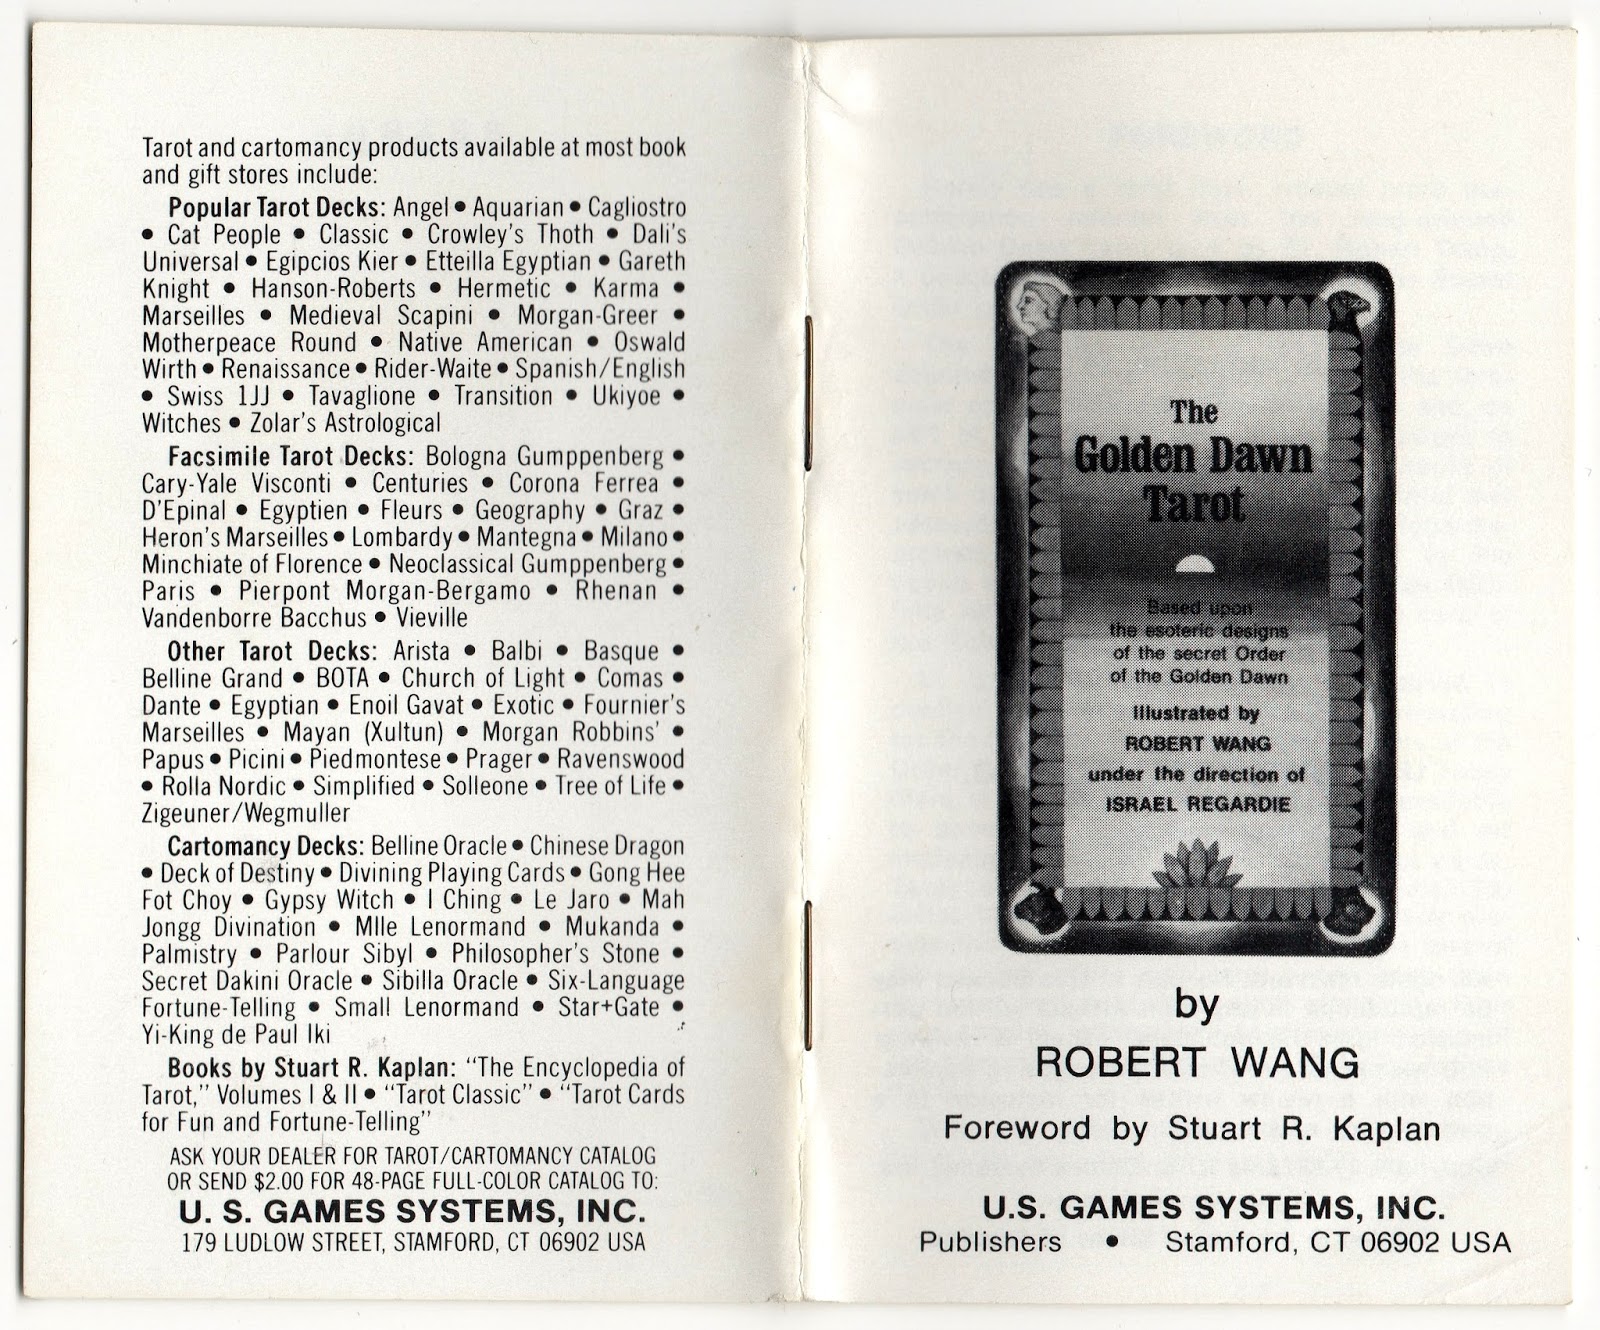 Tarot and cartomancy products available at most book
and gift stores include:
Popular Tarot Decks: Angel • Aquarian • Cagliostro
• Cat People • Classic • Crowley's Thoth • Dali's
Universal • Egipcios Kier • Etteilla Egyptian • Gareth
Knight • Hanson-Roberts • Hermetic • Karma •
Marseilles • Medieval Scapini • Morgan-Greer •
Motherpeace Round • Native American • Oswald
Wirth • Renaissance • Rider-Waite • Spanish/English
• Swiss 1JJ • Tavaglione • Transition • Ukiyoe •
Witches • Zolar's Astrological
Facsimile Tarot Decks: Bologna Gumppenberg •
Cary-Yale Visconti • Centuries • Corona Ferrea •
D'Epinal • Egyptien • Fleurs • Geography • Graz •
Heron's Marseilles • Lombardy • Mantegna • Milano •
Minchiate of Florence • Neoclassical Gumppenberg •
Paris • Pierpont Morgan-Bergamo • Rhenan •
Vandenborre Bacchus • Vieville
Other Tarot Decks: Arista • Balbi • Basque •
Belline Grand • BOTA • Church of Light • Comas •
Dante • Egyptian • Enoil Gavat • Exotic • Fournier's
Marseilles • Mayan (Xultun) • Morgan Robbins' •
Papus • Picini • Piedmontese • Prager • Ravenswood
• Rolla Nordic • Simplified • Solleone • Tree of Life •
Zigeuner/Wegmuller
Cartomancy Decks: Belline Oracle • Chinese Dragon
• Deck of Destiny • Divining Playing Cards • Gong Hee
Fot Choy • Gypsy Witch • I Ching • Le Jaro • Mah
Jongg Divination • Mlle Lenormand • Mukanda •
Palmistry • Parlour Sibyl • Philosopher's Stone •
Secret Dakini Oracle • Sibilla Oracle • Six-Language
Fortune-Telling • Small Lenormand • Star+Gate •
Yi-King de Paul Iki
Books by Stuart R. Kaplan: "The Encyclopedia of
Tarot," Volumes I & II • "Tarot Classic" • "Tarot Cards
for Fun and Fortune-Telling"
ASK YOUR DEALER FOR TAROT/CARTOMANCY CATALOG
OR SEND $2.00 FOR 48-PAGE FULL-COLOR CATALOG TO:
U. S. GAMES SYSTEMS, INC.
179 LUDLOW STREET, STAMFORD, CT 06902 USA
The
Golden Dawn
Tarot
Based upon
the esoteric designs
of the secret Order
of the Golden Dawn
Illustrated by
ROBERT WANG
under the direction of
ISRAEL REGARDIE
by
ROBERT WANG
Foreword by Stuart R. Kaplan
U.S. GAMES SYSTEMS, INC.
Publishers • Stamford, CT 06902 USA